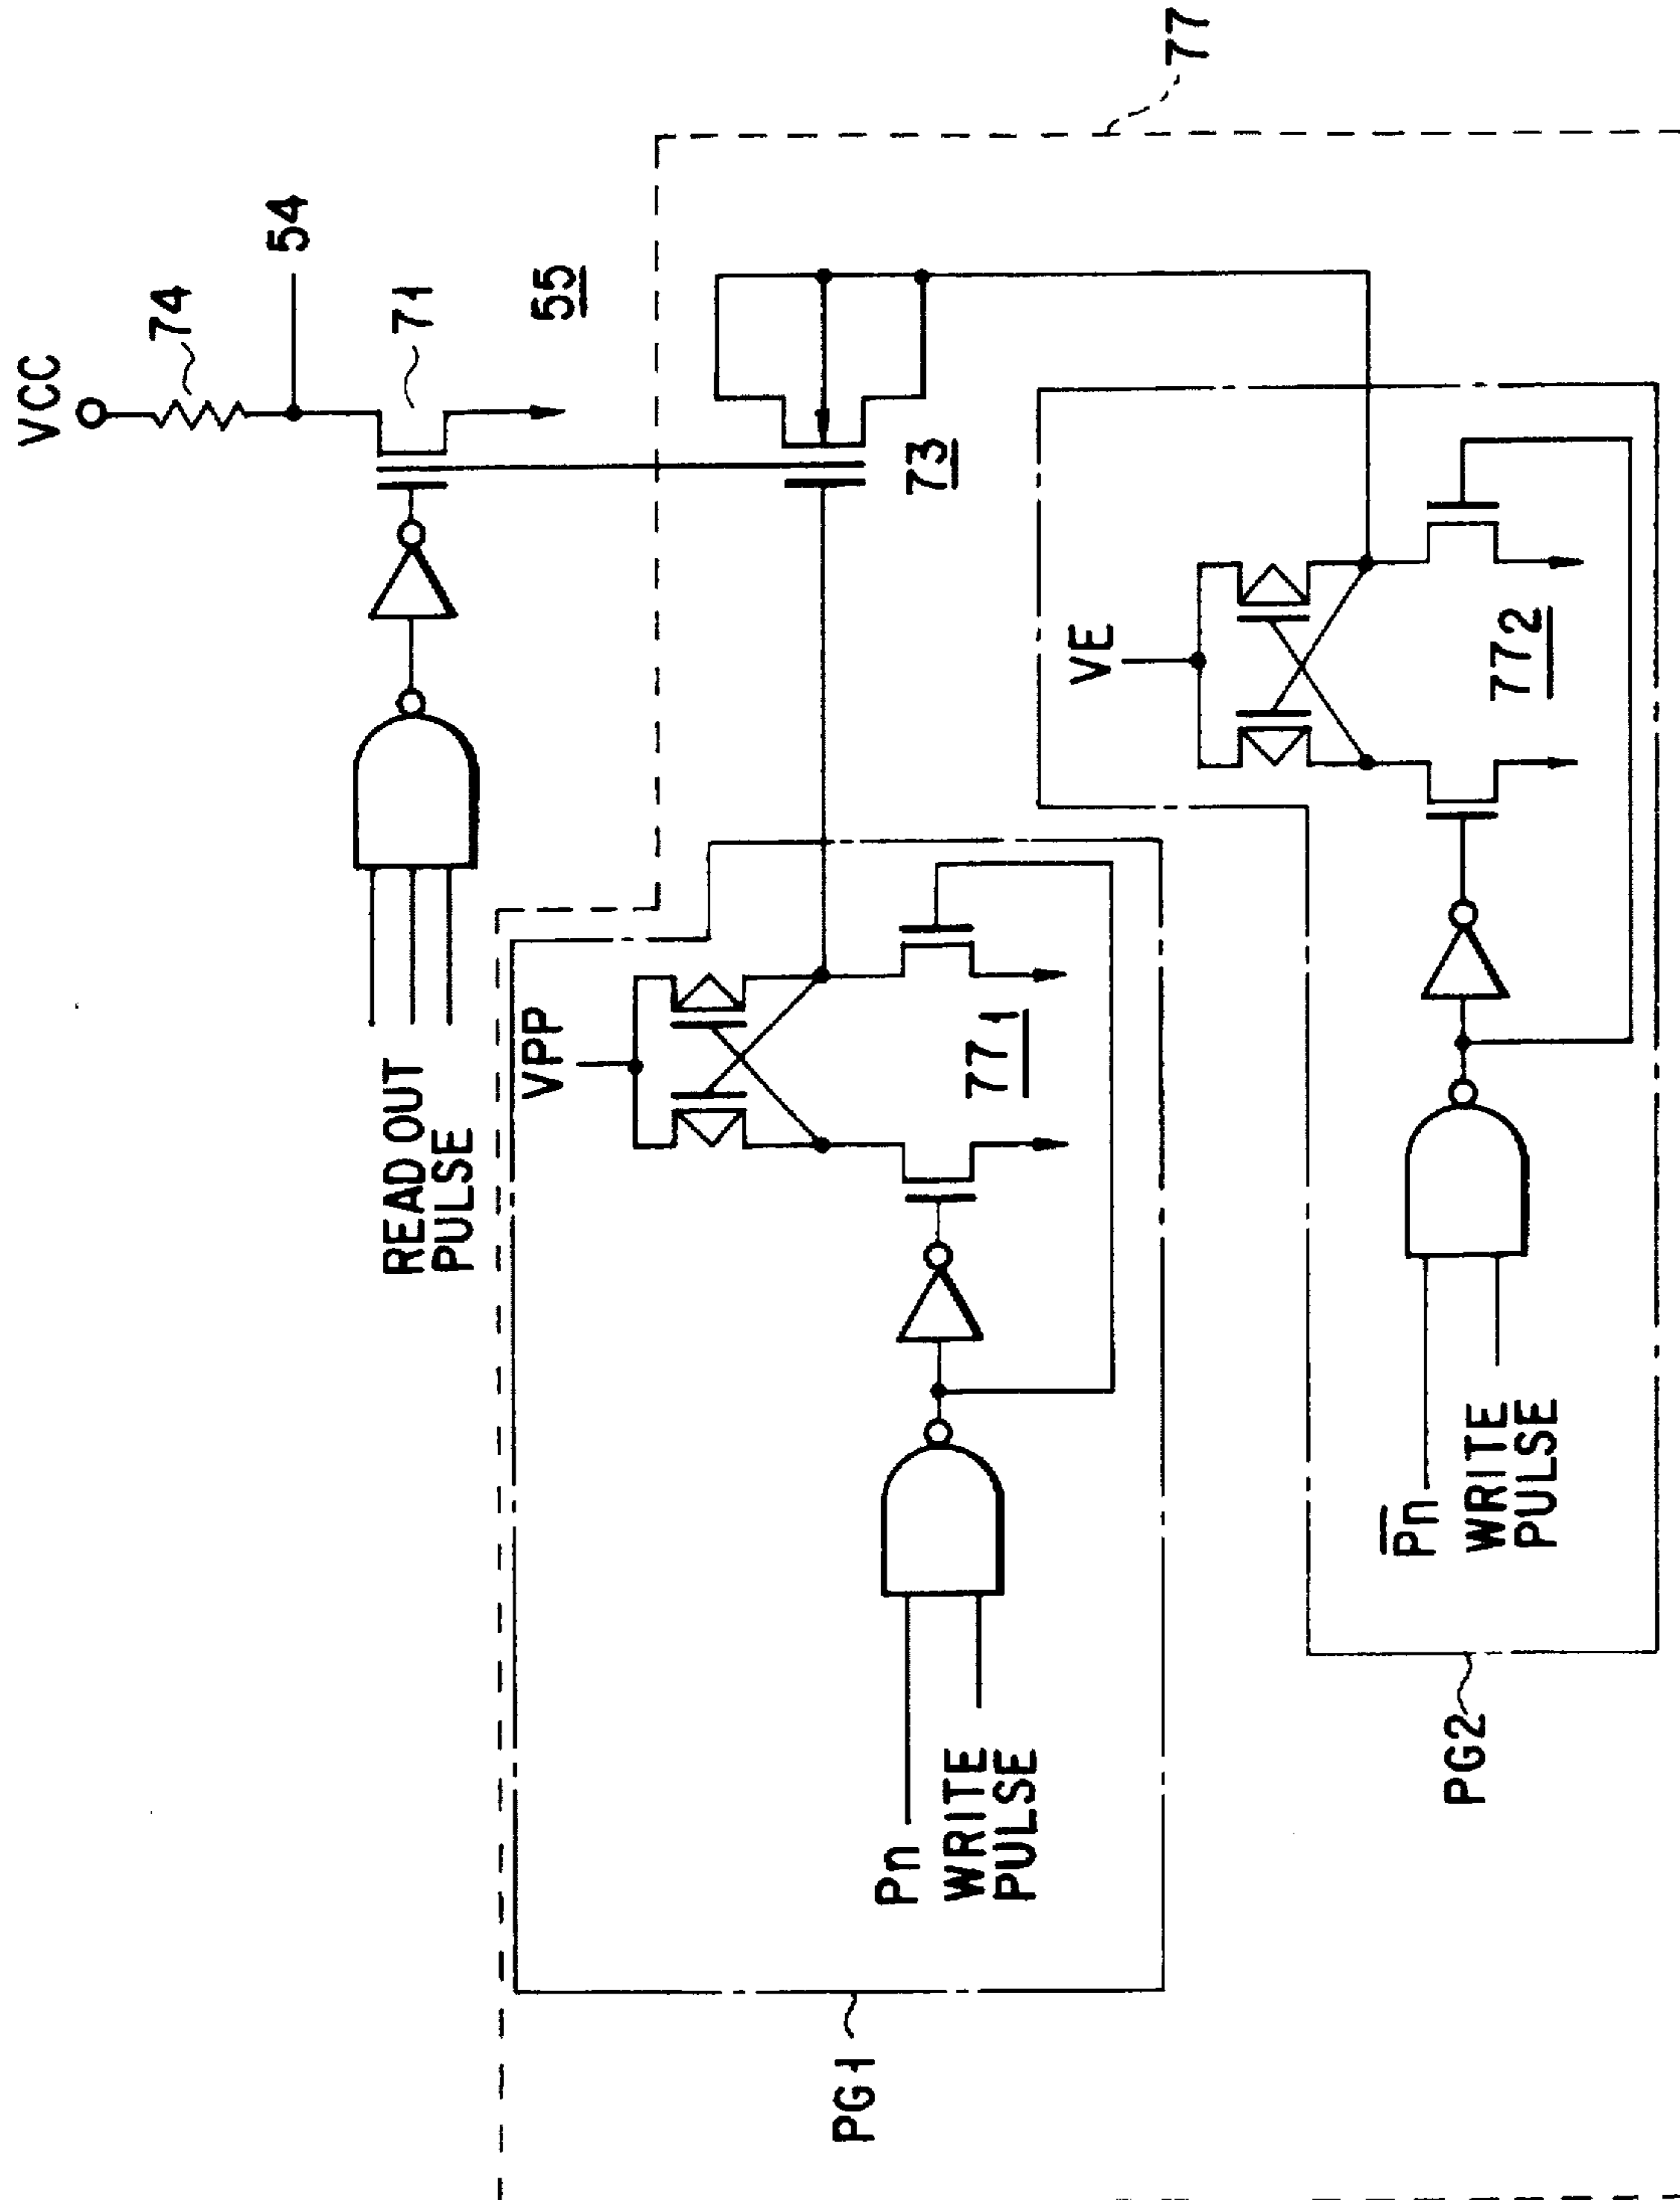 VCC
74
54
71
55
77
READ OUT
PULSE
VPP
73
771
VE
772
Pn
WRITE
PULSE
P̅n
WRITE
PULSE
PG1
PG2